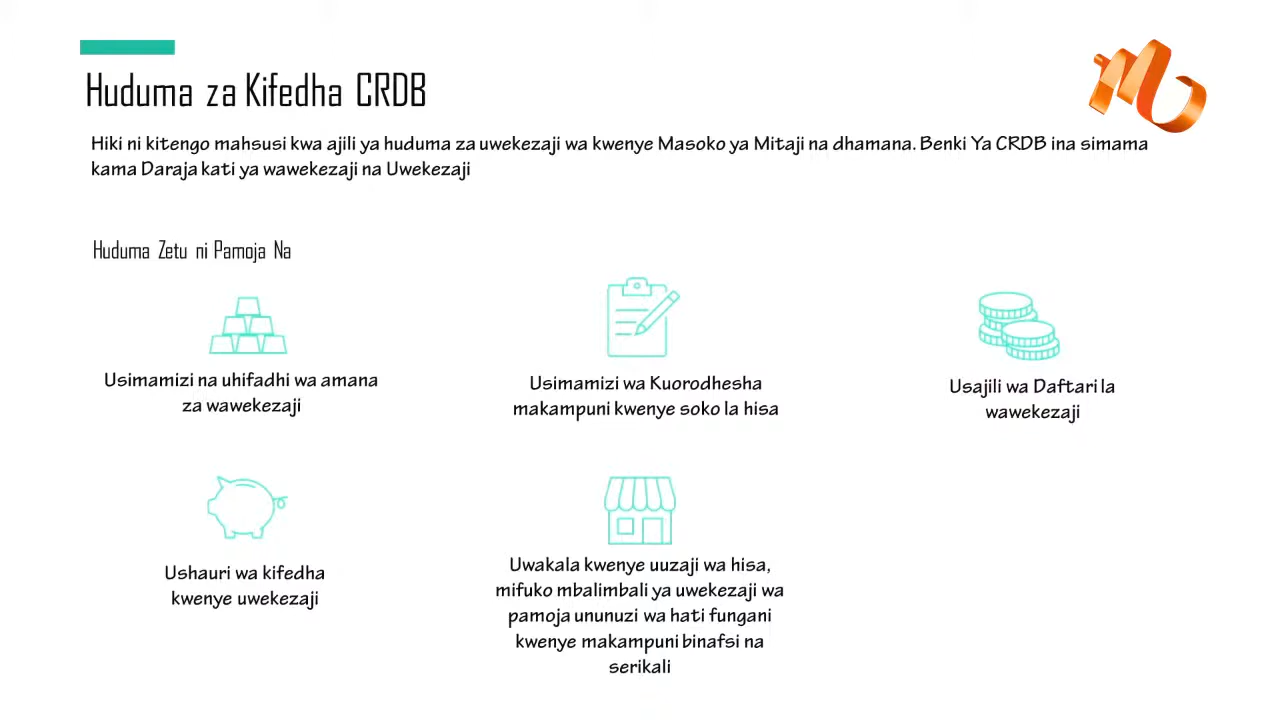 Huduma za Kifedha CRDB
Hiki ni kitengo mahsusi kwa ajili ya huduma za uwekezaji wa kwenye Masoko ya Mitaji na dhamana. Benki Ya CRDB ina simama
kama Daraja kati ya wawekezaji na Uwekezaji
Huduma Zetu ni Pamoja Na
Usimamizi na uhifadhi wa amana
za wawekezaji
Usimamizi wa Kuorodhesha
makampuni kwenye soko la hisa
Usajili wa Daftari la
wawekezaji
Ushauri wa kifedha
kwenye uwekezaji
Uwakala kwenye uuzaji wa hisa,
mifuko mbalimbali ya uwekezaji wa
pamoja ununuzi wa hati fungani
kwenye makampuni binafsi na
serikali